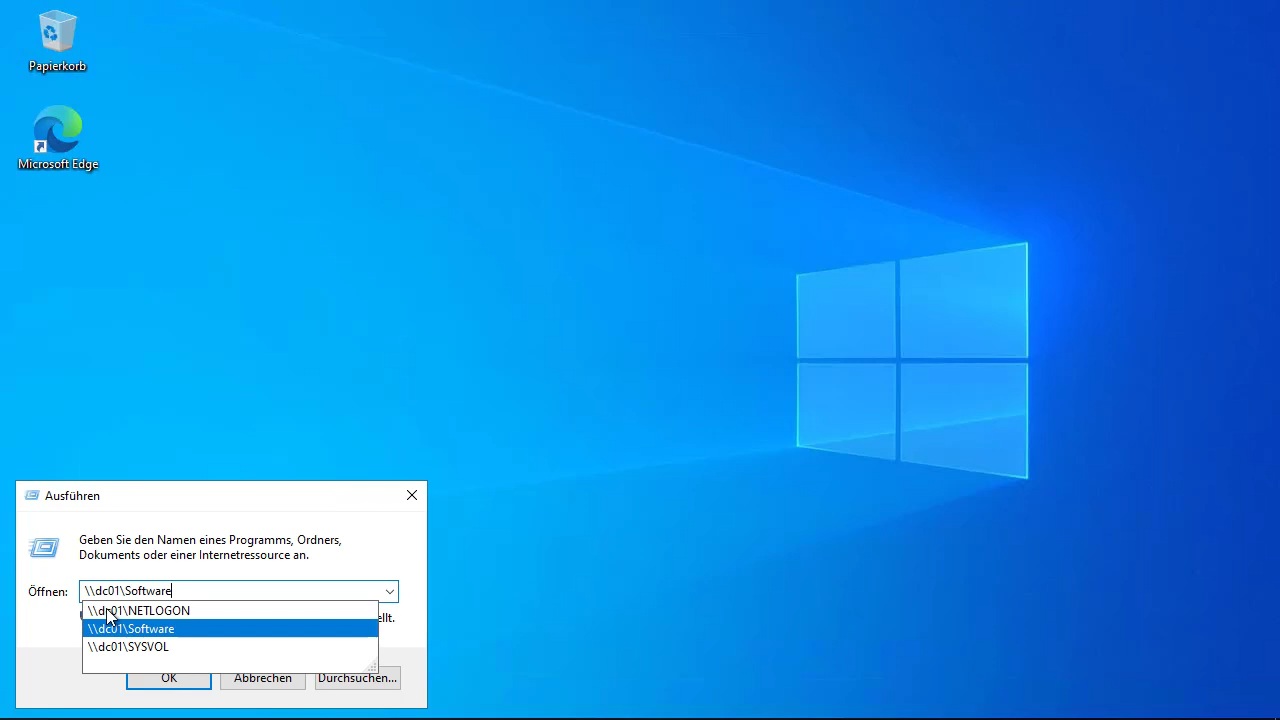 Papierkorb
Microsoft Edge
Ausführen
Geben Sie den Namen eines Programms, Ordners,
Dokuments oder einer Internetressource an.
Öffnen: \\dc01\Software
\\dc01\NETLOGON
\\dc01\Software
\\dc01\SYSVOL
OK Abbrechen Durchsuchen...